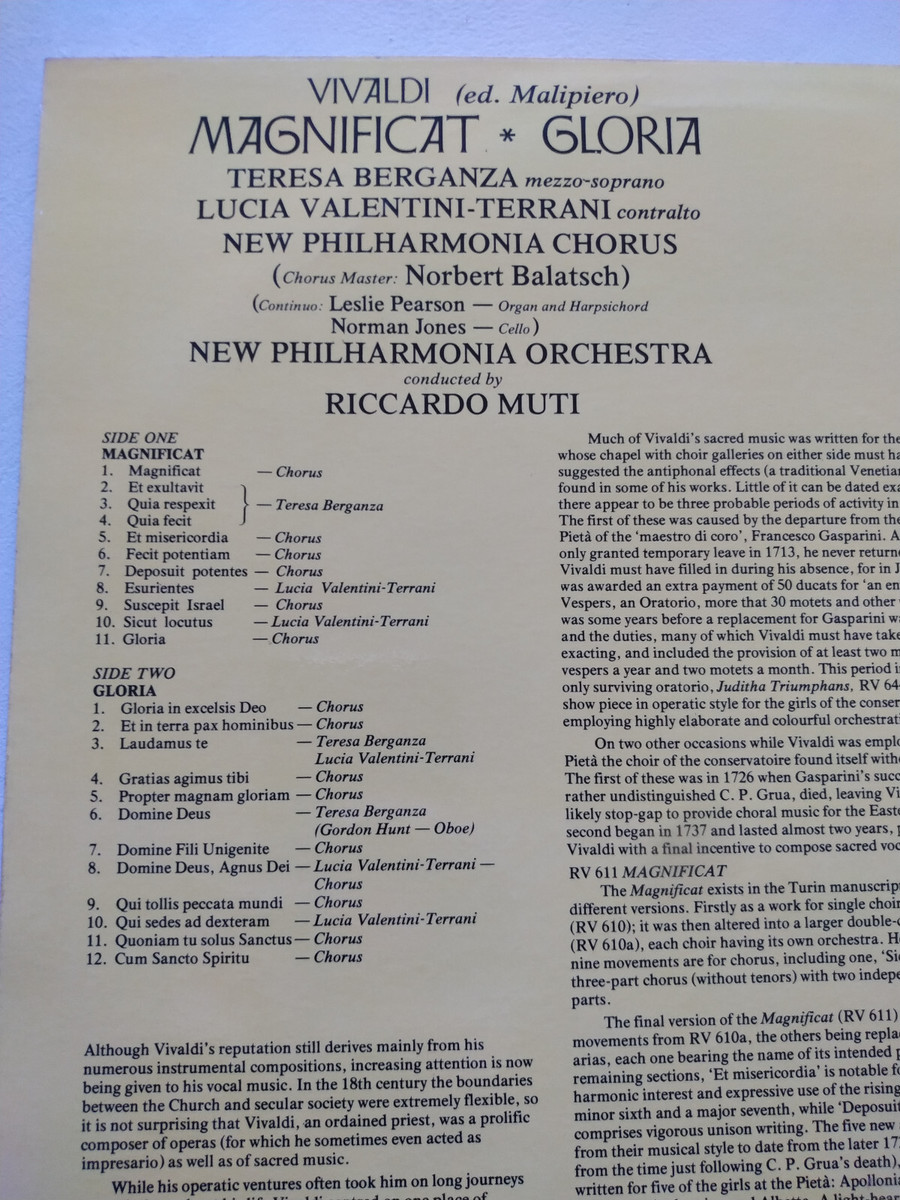 VIVALDI (ed. Malipiero)
MAGNIFICAT * GLORIA
TERESA BERGANZA mezzo-soprano
LUCIA VALENTINI-TERRANI contralto
NEW PHILHARMONIA CHORUS
(Chorus Master: Norbert Balatsch)
(Continuo: Leslie Pearson — Organ and Harpsichord
Norman Jones — Cello)
NEW PHILHARMONIA ORCHESTRA
conducted by
RICCARDO MUTI
SIDE ONE
MAGNIFICAT
1. Magnificat — Chorus
2. Et exultavit
3. Quia respexit } — Teresa Berganza
4. Quia fecit
5. Et misericordia — Chorus
6. Fecit potentiam — Chorus
7. Deposuit potentes — Chorus
8. Esurientes — Lucia Valentini-Terrani
9. Suscepit Israel — Chorus
10. Sicut locutus — Lucia Valentini-Terrani
11. Gloria — Chorus
SIDE TWO
GLORIA
1. Gloria in excelsis Deo — Chorus
2. Et in terra pax hominibus — Chorus
3. Laudamus te — Teresa Berganza
Lucia Valentini-Terrani
4. Gratias agimus tibi — Chorus
5. Propter magnam gloriam — Chorus
6. Domine Deus — Teresa Berganza
(Gordon Hunt — Oboe)
7. Domine Fili Unigenite — Chorus
8. Domine Deus, Agnus Dei — Lucia Valentini-Terrani —
Chorus
9. Qui tollis peccata mundi — Chorus
10. Qui sedes ad dexteram — Lucia Valentini-Terrani
11. Quoniam tu solus Sanctus — Chorus
12. Cum Sancto Spiritu — Chorus
Although Vivaldi's reputation still derives mainly from his
numerous instrumental compositions, increasing attention is now
being given to his vocal music. In the 18th century the boundaries
between the Church and secular society were extremely flexible, so
it is not surprising that Vivaldi, an ordained priest, was a prolific
composer of operas (for which he sometimes even acted as
impresario) as well as of sacred music.
While his operatic ventures often took him on long journeys
Much of Vivaldi's sacred music was written for the
whose chapel with choir galleries on either side must ha
suggested the antiphonal effects (a traditional Venetian
found in some of his works. Little of it can be dated exa
there appear to be three probable periods of activity in
The first of these was caused by the departure from the
Pietà of the 'maestro di coro', Francesco Gasparini. A
only granted temporary leave in 1713, he never return
Vivaldi must have filled in during his absence, for in J
was awarded an extra payment of 50 ducats for 'an en
Vespers, an Oratorio, more that 30 motets and other
was some years before a replacement for Gasparini w
and the duties, many of which Vivaldi must have take
exacting, and included the provision of at least two m
vespers a year and two motets a month. This period i
only surviving oratorio, Juditha Triumphans, RV 64
show piece in operatic style for the girls of the conser
employing highly elaborate and colourful orchestrat
On two other occasions while Vivaldi was emplo
Pietà the choir of the conservatoire found itself with
The first of these was in 1726 when Gasparini's succ
rather undistinguished C. P. Grua, died, leaving Vi
likely stop-gap to provide choral music for the Easte
second began in 1737 and lasted almost two years, p
Vivaldi with a final incentive to compose sacred voc
RV 611 MAGNIFICAT
The Magnificat exists in the Turin manuscrip
different versions. Firstly as a work for single choir
(RV 610); it was then altered into a larger double-c
(RV 610a), each choir having its own orchestra. H
nine movements are for chorus, including one, 'Si
three-part chorus (without tenors) with two indepe
parts.
The final version of the Magnificat (RV 611)
movements from RV 610a, the others being repla
arias, each one bearing the name of its intended p
remaining sections, 'Et misericordia' is notable fo
harmonic interest and expressive use of the rising
minor sixth and a major seventh, while 'Deposuit
comprises vigorous unison writing. The five new
from their musical style to date from the later 17
from the time just following C. P. Grua's death),
written for five of the girls at the Pietà: Apolloni